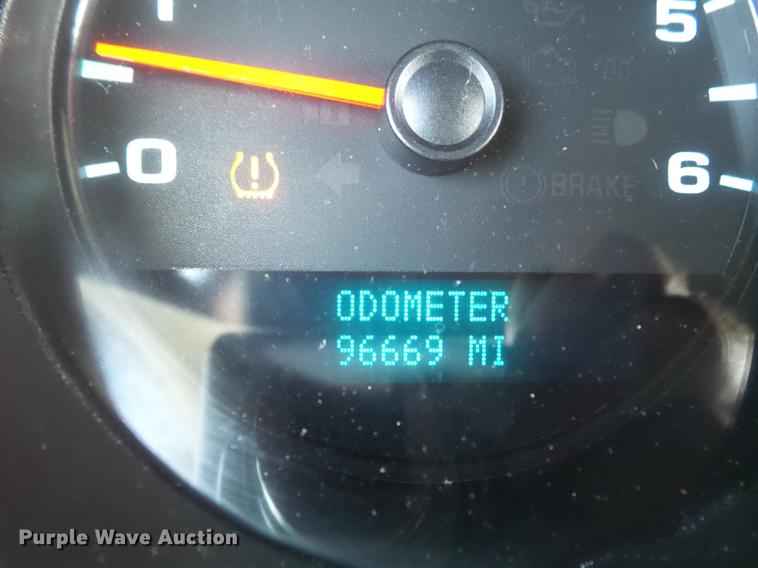 1
5
0
6
BRAKE
ODOMETER
96669 MI
Purple Wave Auction